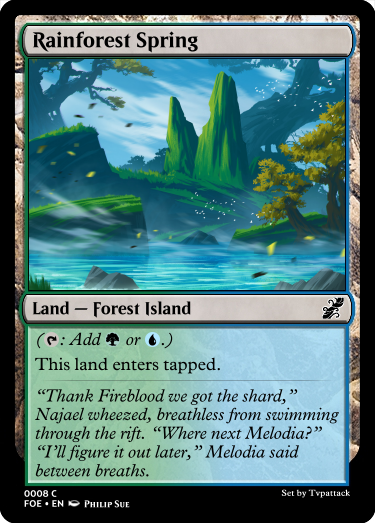 Rainforest Spring
Land — Forest Island
( : Add or .)
This land enters tapped.
“Thank Fireblood we got the shard,”
Najael wheezed, breathless from swimming
through the rift. “Where next Melodia?”
“I’ll figure it out later,” Melodia said
between breaths.
0008 C
Set by Tvpattack
FOE • EN Philip Sue